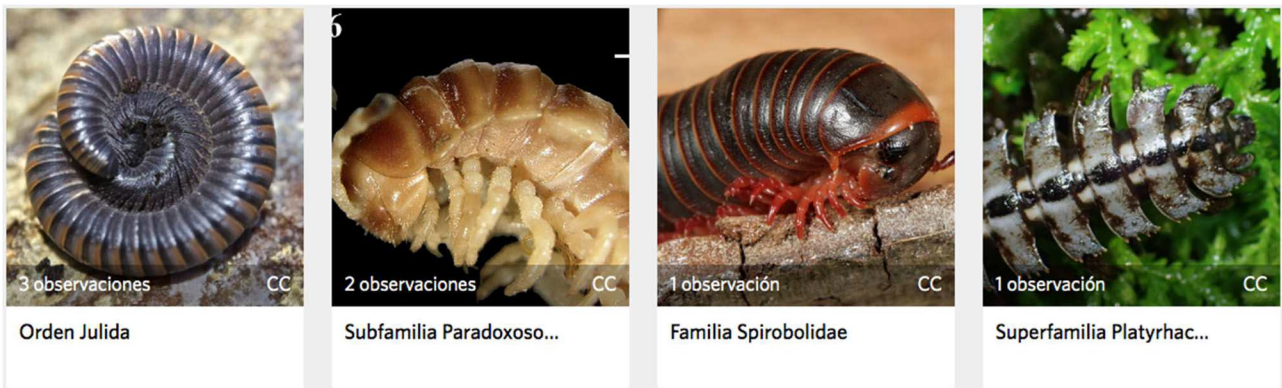 6
3 observaciones CC
2 observaciones CC
1 observación CC
1 observación CC
Orden Julida
Subfamilia Paradoxoso...
Familia Spirobolidae
Superfamilia Platyrhac...